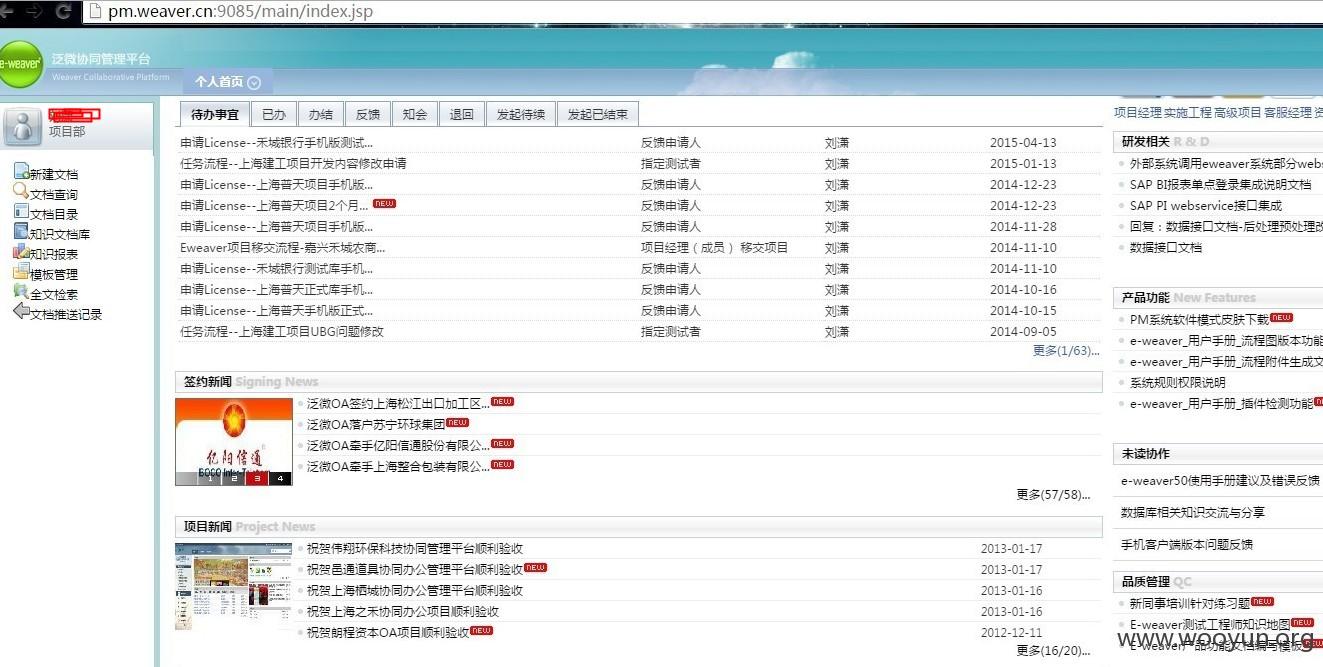 pm.weaver.cn:9085/main/index.jsp
e-weaver
泛微协同管理平台
Weaver Collaborative Platform
个人首页
项目部
新建文档
文档查询
文档目录
知识文档库
知识报表
模板管理
全文检索
文档推送记录
待办事宜 已办 办结 反馈 知会 退回 发起待续 发起已结束
申请License--禾城银行手机版测试... 反馈申请人 刘潇 2015-04-13
任务流程--上海建工项目开发内容修改申请 指定测试者 刘潇 2015-01-13
申请License--上海普天项目手机版... 反馈申请人 刘潇 2014-12-23
申请License--上海普天项目2个月... NEW 反馈申请人 刘潇 2014-12-23
申请License--上海普天项目手机版... 反馈申请人 刘潇 2014-11-28
Eweaver项目移交流程-嘉兴禾城农商... 项目经理（成员）移交项目 刘潇 2014-11-10
申请License--禾城银行测试库手机... 反馈申请人 刘潇 2014-11-10
申请License--上海普天正式库手机... 反馈申请人 刘潇 2014-10-16
申请License--上海普天手机版正式... 反馈申请人 刘潇 2014-10-15
任务流程--上海建工项目UBG问题修改 指定测试者 刘潇 2014-09-05
更多(1/63)...
签约新闻 Signing News
亿阳信通
1 2 3 4
泛微OA签约上海松江出口加工区... NEW
泛微OA落户苏宁环球集团 NEW
泛微OA牵手亿阳信通股份有限公... NEW
泛微OA牵手上海整合包装有限公... NEW
更多(57/58)...
项目新闻 Project News
祝贺伟翔环保科技协同管理平台顺利验收 2013-01-17
祝贺邑通道具协同办公管理平台顺利验收 NEW 2013-01-17
祝贺上海栖城协同办公管理平台顺利验收 2013-01-16
祝贺上海之禾协同办公项目顺利验收 2013-01-16
祝贺朗程资本OA项目顺利验收 NEW 2012-12-11
更多(16/20)...
项目经理 实施工程 高级项目 客服经理
研发相关 R & D
外部系统调用eweaver系统部分webs
SAP BI报表单点登录集成说明文档
SAP PI webservice接口集成
回复：数据接口文档-后处理预处理改
数据接口文档
产品功能 New Features
PM系统软件模式皮肤下载 NEW
e-weaver_用户手册_流程图版本功能
e-weaver_用户手册_流程附件生成文
系统规则权限说明
e-weaver_用户手册_插件检测功能
未读协作
e-weaver50使用手册建议及错误反馈
数据库相关知识交流与分享
手机客户端版本问题反馈
品质管理 QC
新同事培训针对练习题 NEW
E-weaver测试工程师知识地图 NEW
E-weaver产品功能文档编写模板
www.wooyun.org